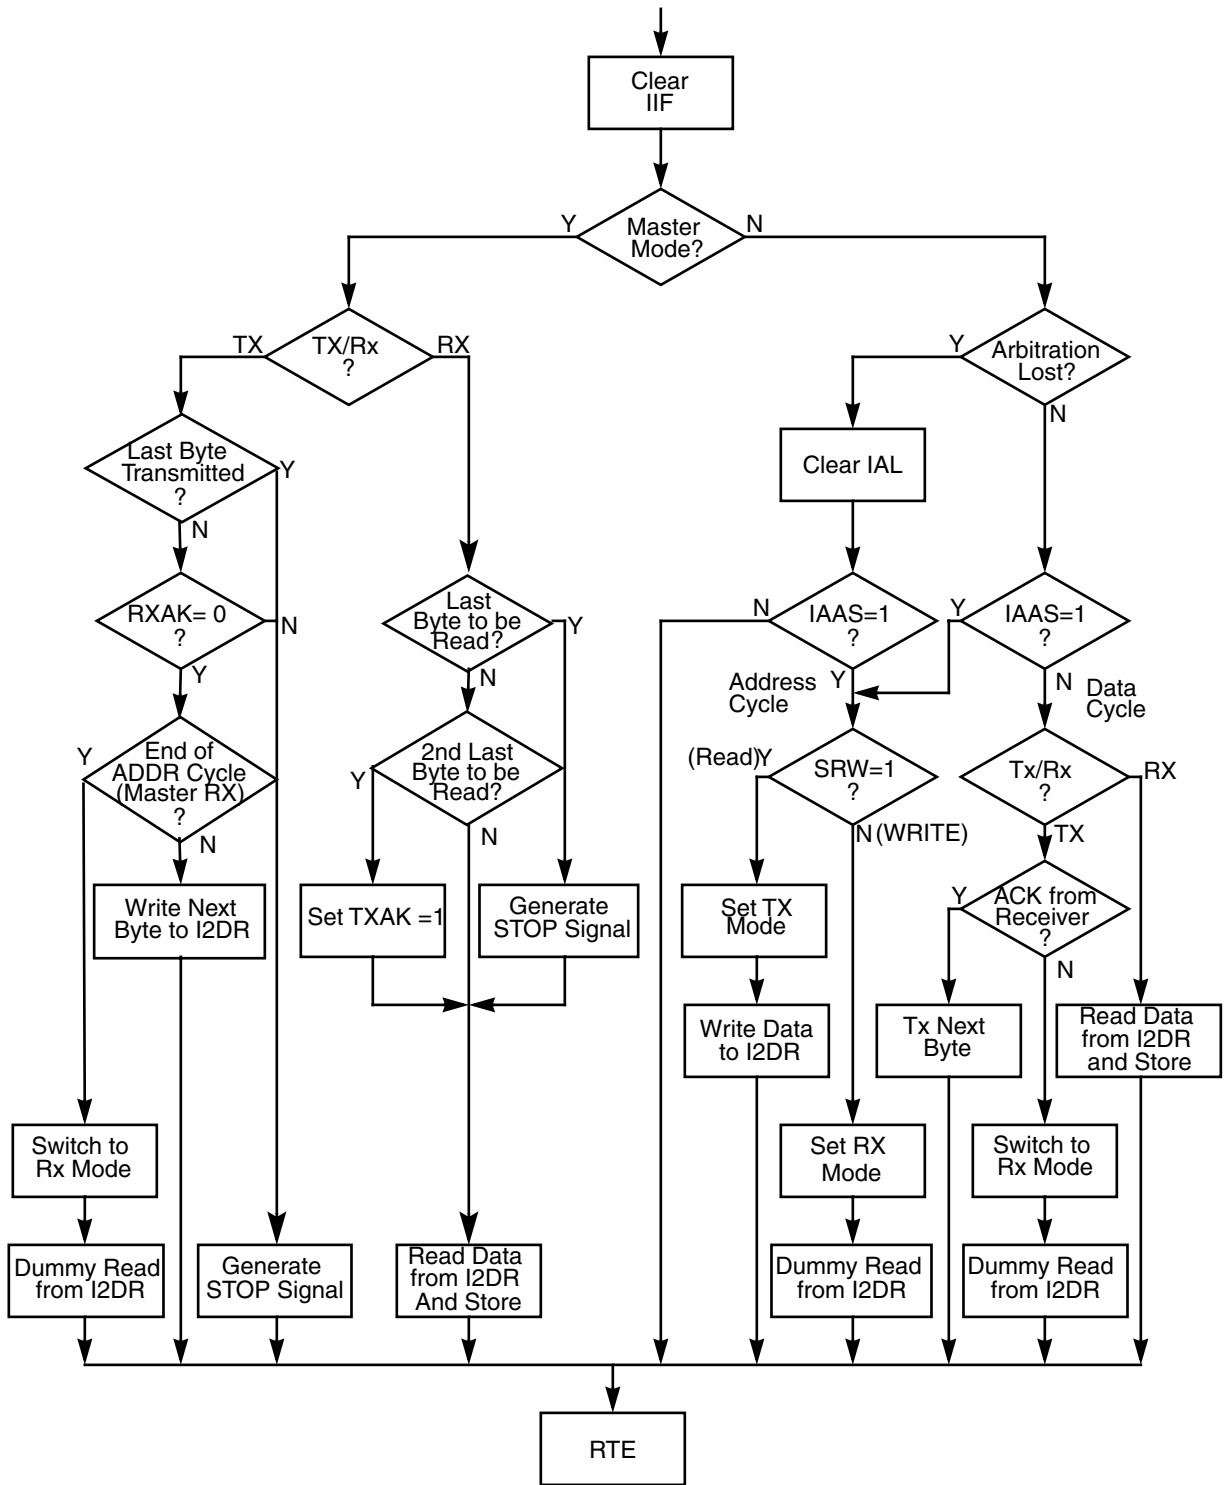 Clear
IIF
Y
Master
Mode?
N
TX
TX/Rx
?
RX
Y
Arbitration
Lost?
N
Last Byte
Transmitted
?
Y
N
Clear IAL
RXAK= 0
?
N
Y
Last
Byte to be
Read?
Y
N
N
IAAS=1
?
Y
Address
Cycle
Y
IAAS=1
?
N
Data
Cycle
Y
End of
ADDR Cycle
(Master RX)
?
N
Y
2nd Last
Byte to be
Read?
N
(Read)Y
SRW=1
?
N(WRITE)
Tx/Rx
?
RX
TX
Write Next
Byte to I2DR
Set TXAK =1
Generate
STOP Signal
Set TX
Mode
Y
ACK from
Receiver
?
N
Write Data
to I2DR
Tx Next
Byte
Read Data
from I2DR
and Store
Switch to
Rx Mode
Set RX
Mode
Switch to
Rx Mode
Dummy Read
from I2DR
Generate
STOP Signal
Read Data
from I2DR
And Store
Dummy Read
from I2DR
Dummy Read
from I2DR
RTE